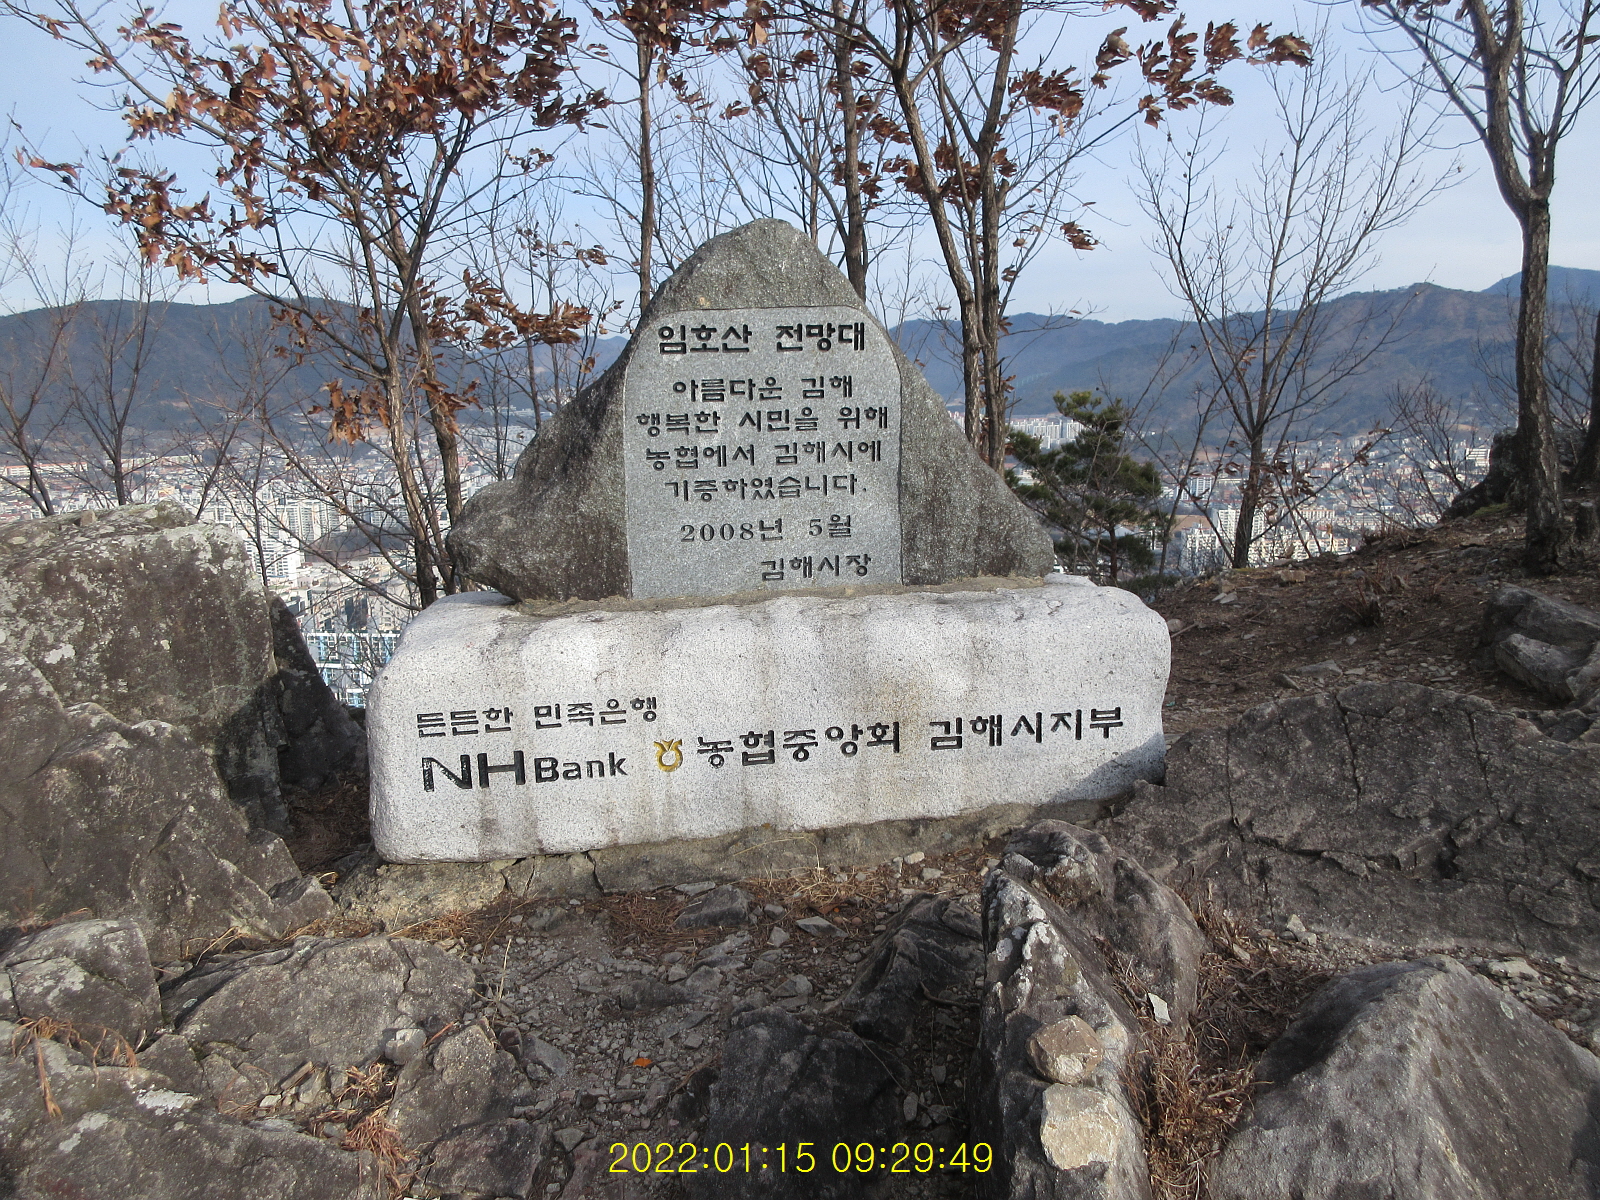 임호산 전망대
아름다운 김해
행복한 시민을 위해
농협에서 김해시에
기증하였습니다.
2008년 5월
김해시장
든든한 민족은행
NH Bank 농협중앙회 김해시지부
2022:01:15 09:29:49